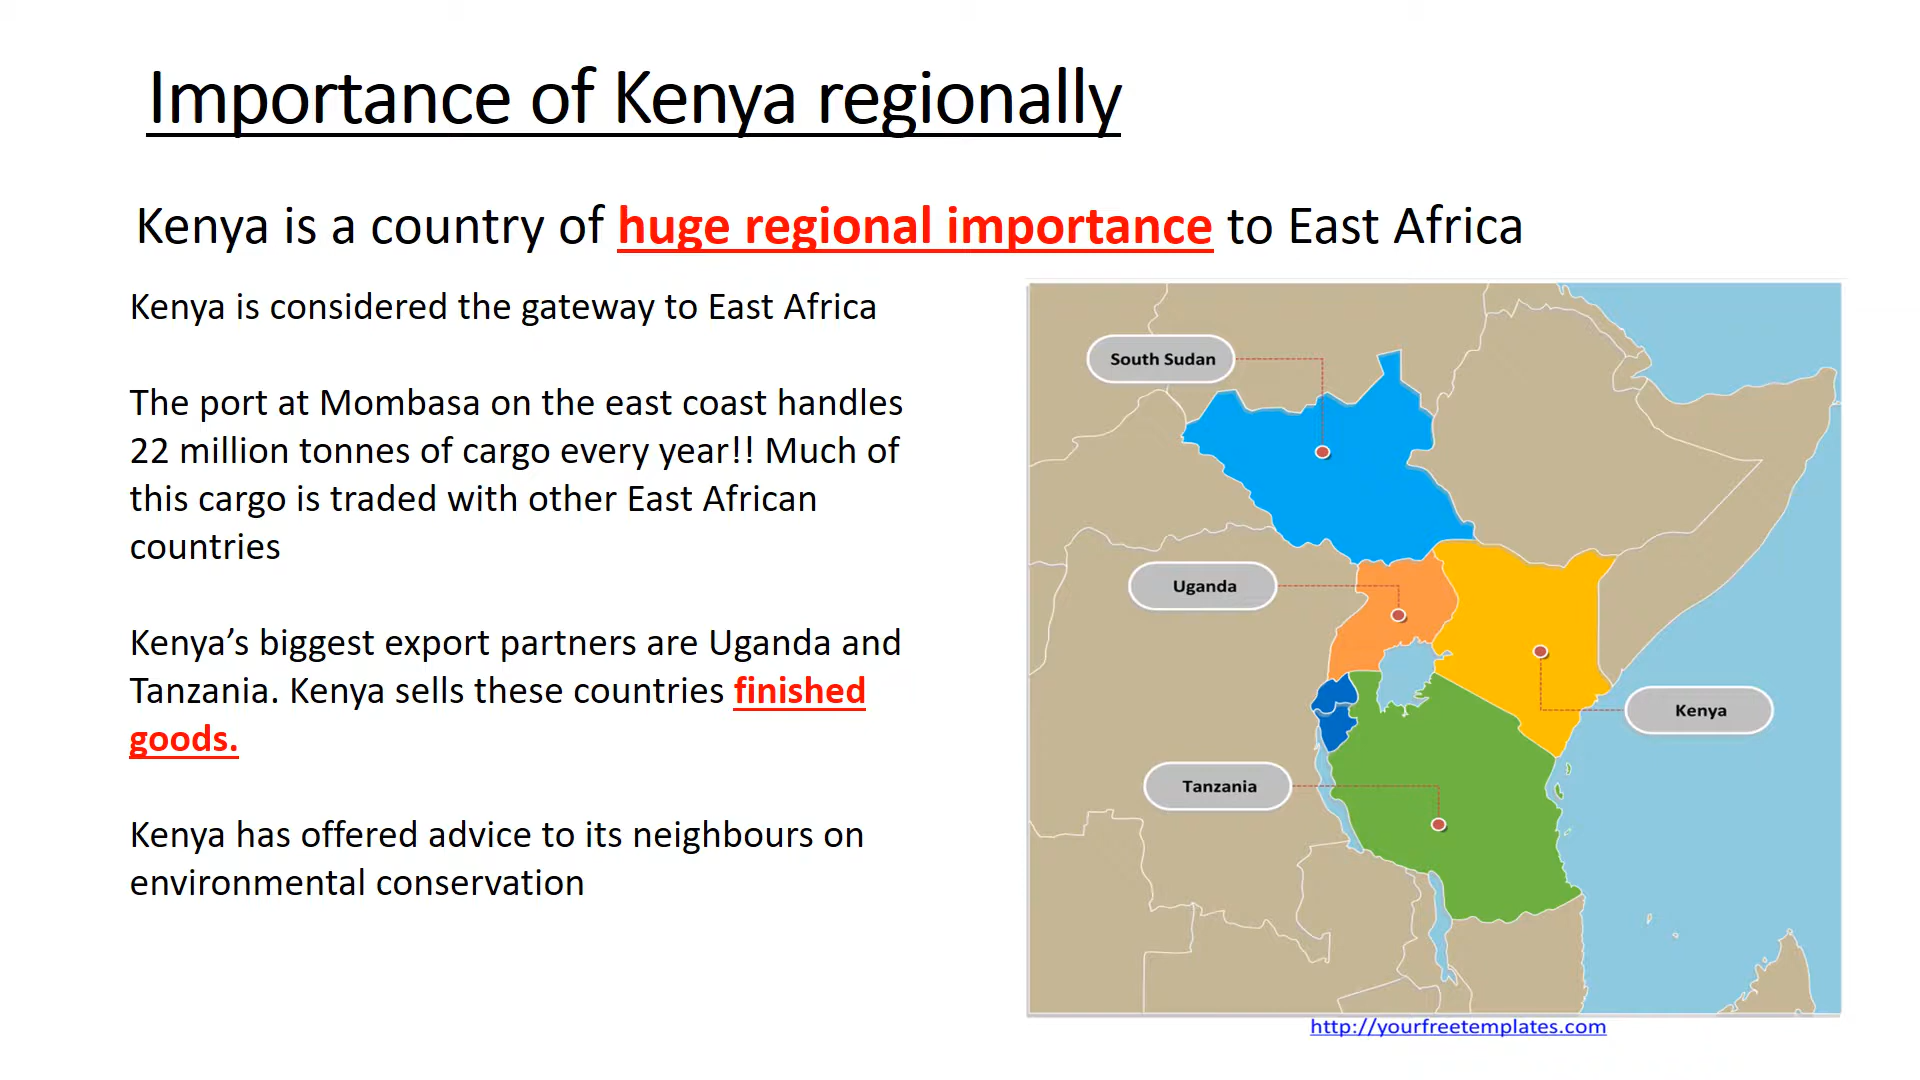 Importance of Kenya regionally
Kenya is a country of huge regional importance to East Africa
Kenya is considered the gateway to East Africa
The port at Mombasa on the east coast handles
22 million tonnes of cargo every year!! Much of
this cargo is traded with other East African
countries
Kenya’s biggest export partners are Uganda and
Tanzania. Kenya sells these countries finished
goods.
Kenya has offered advice to its neighbours on
environmental conservation
South Sudan
Uganda
Kenya
Tanzania
http://yourfreetemplates.com